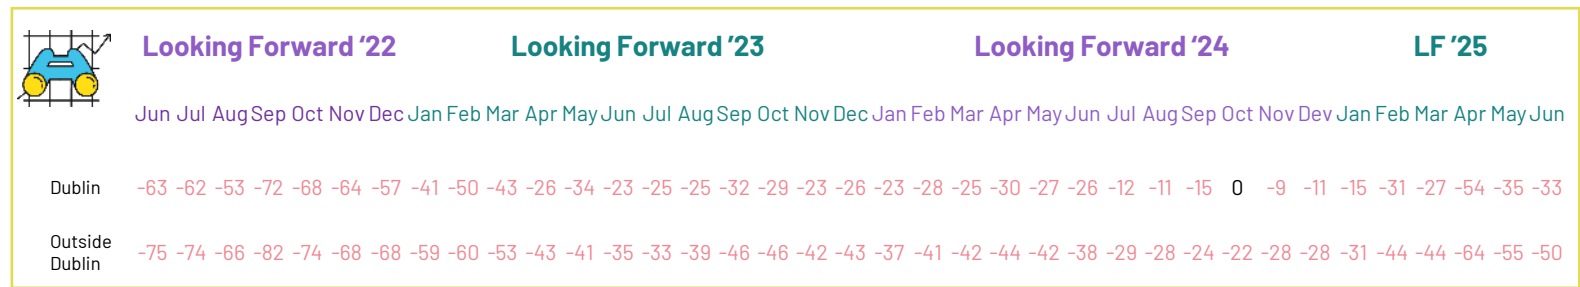 Looking Forward ‘22 Looking Forward ’23 Looking Forward ‘24 LF ’25
Jun Jul Aug Sep Oct Nov Dec Jan Feb Mar Apr May Jun Jul Aug Sep Oct Nov Dec Jan Feb Mar Apr May Jun Jul Aug Sep Oct Nov Dev Jan Feb Mar Apr May Jun
Dublin -63 -62 -53 -72 -68 -64 -57 -41 -50 -43 -26 -34 -23 -25 -25 -32 -29 -23 -26 -23 -28 -25 -30 -27 -26 -12 -11 -15 0 -9 -11 -15 -31 -27 -54 -35 -33
Outside
Dublin -75 -74 -66 -82 -74 -68 -68 -59 -60 -53 -43 -41 -35 -33 -39 -46 -46 -42 -43 -37 -41 -42 -44 -42 -38 -29 -28 -24 -22 -28 -28 -31 -44 -44 -64 -55 -50